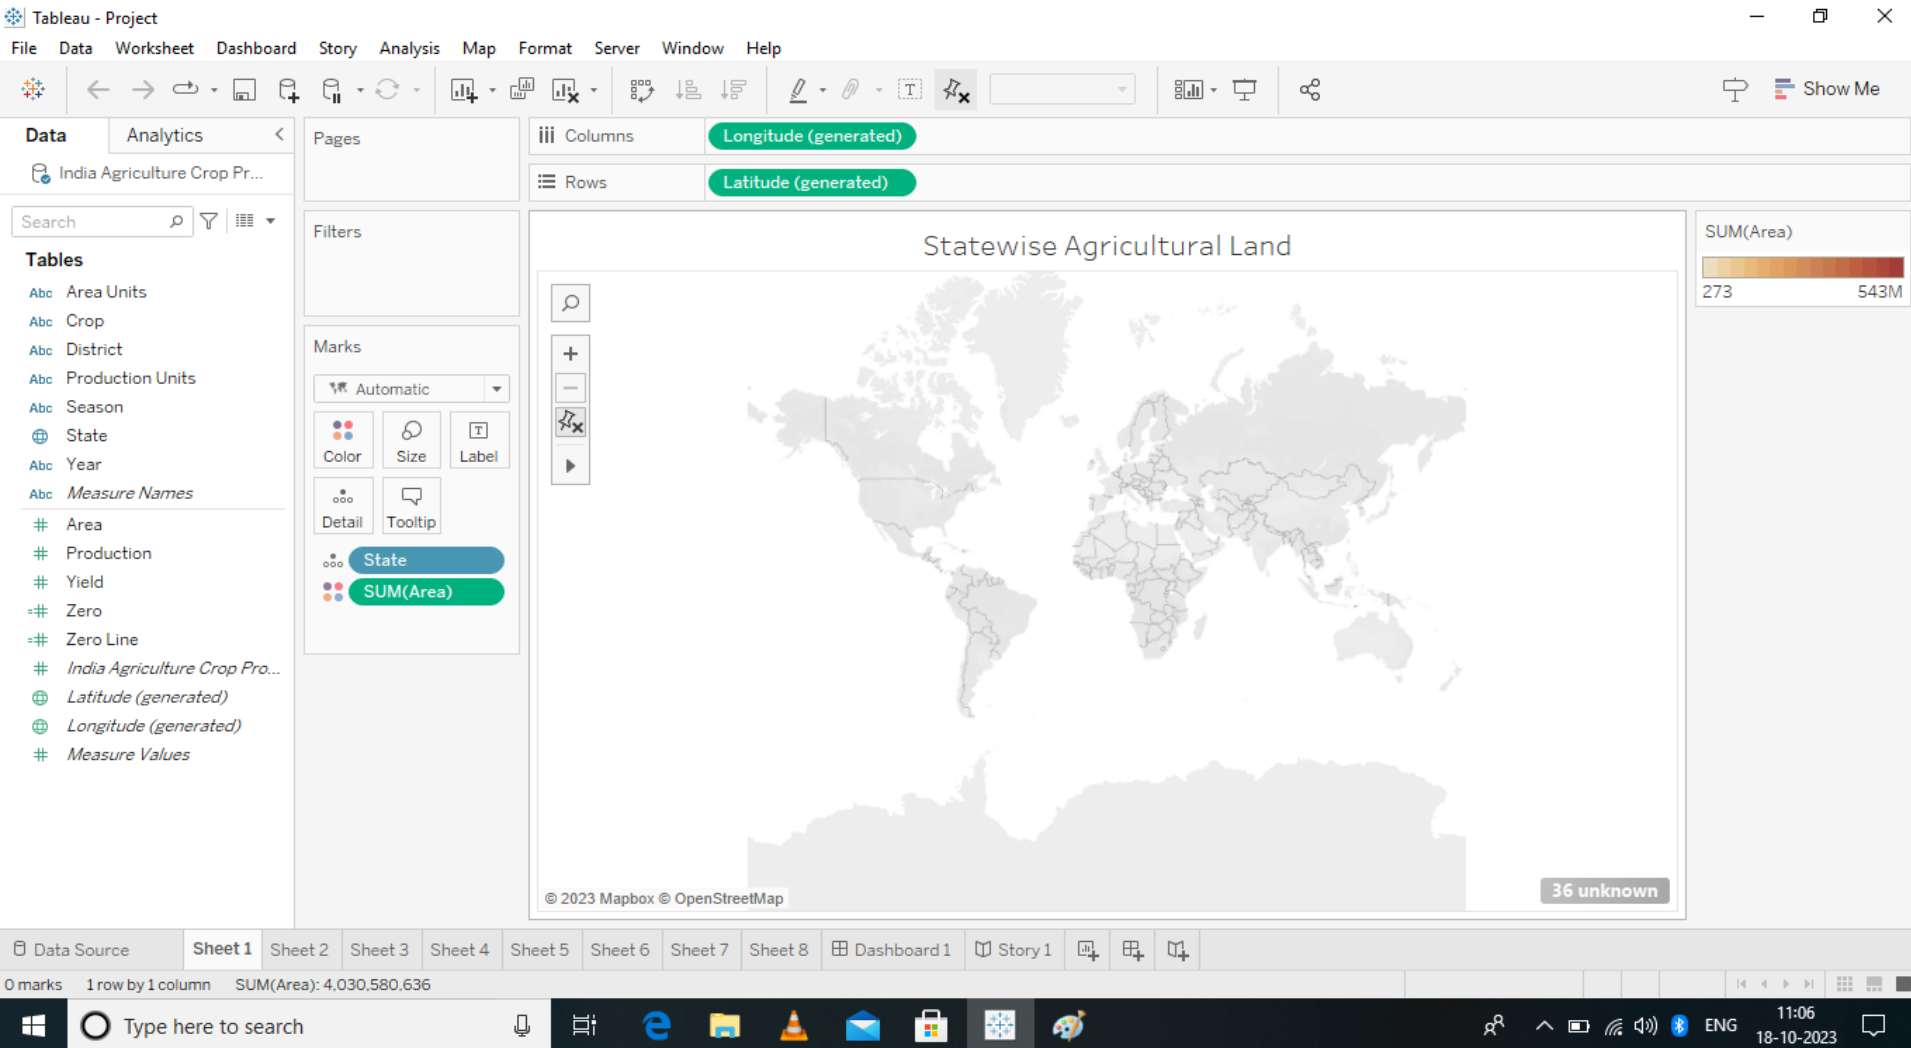 Tableau - Project
File Data Worksheet Dashboard Story Analysis Map Format Server Window Help
Show Me
Data Analytics
India Agriculture Crop Pr...
Search
Tables
Abc Area Units
Abc Crop
Abc District
Abc Production Units
Abc Season
State
Abc Year
Abc Measure Names
# Area
# Production
# Yield
=# Zero
=# Zero Line
# India Agriculture Crop Pro...
Latitude (generated)
Longitude (generated)
# Measure Values
Pages
Filters
Marks
Automatic
Color Size Label
Detail Tooltip
State
SUM(Area)
Columns Longitude (generated)
Rows Latitude (generated)
Statewise Agricultural Land
© 2023 Mapbox © OpenStreetMap
36 unknown
SUM(Area)
273 543M
Data Source Sheet 1 Sheet 2 Sheet 3 Sheet 4 Sheet 5 Sheet 6 Sheet 7 Sheet 8 Dashboard 1 Story 1
0 marks 1 row by 1 column SUM(Area): 4,030,580,636
Type here to search
ENG
11:06
18-10-2023